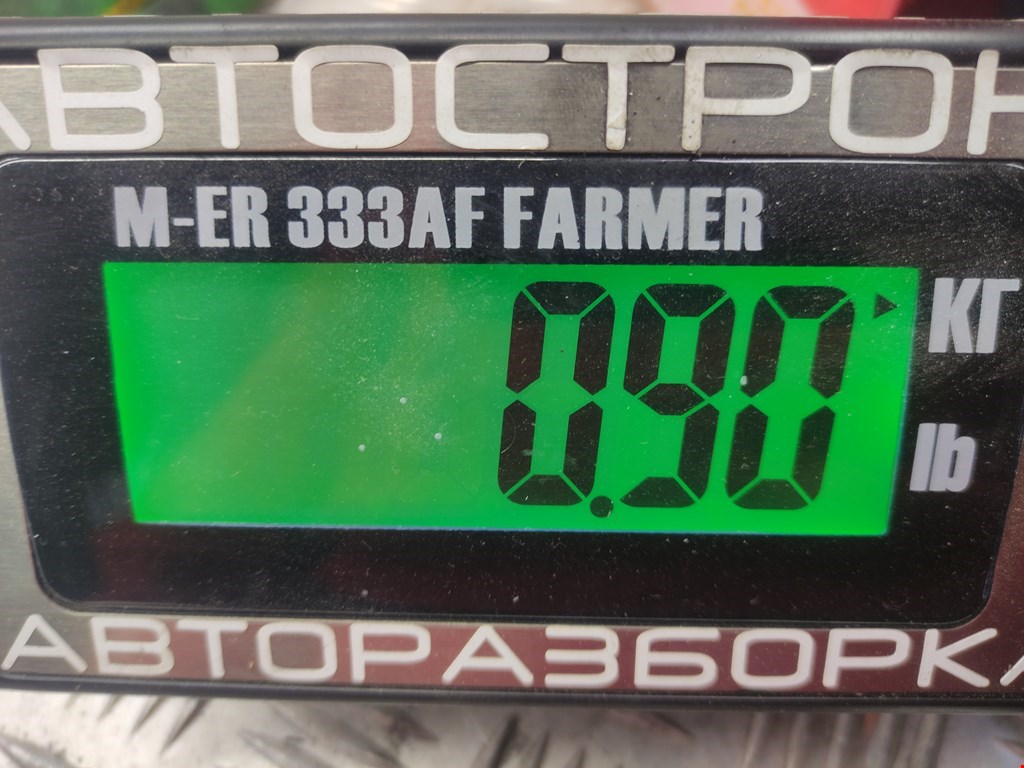 АВТОСТРОН
M-ER 333AF FARMER
0.90
КГ
lb
АВТОРАЗБОРКА